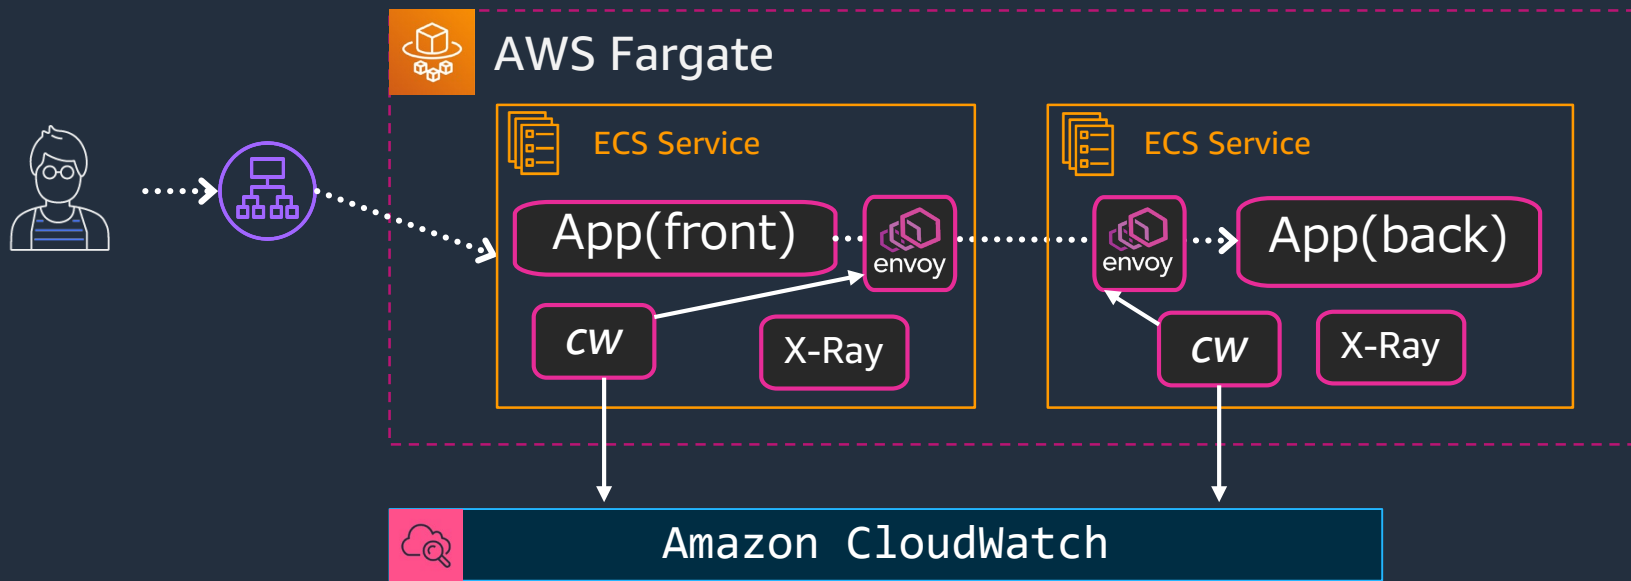 AWS Fargate
ECS Service
App(front)
envoy
CW
X-Ray
ECS Service
envoy
App(back)
CW
X-Ray
Amazon CloudWatch